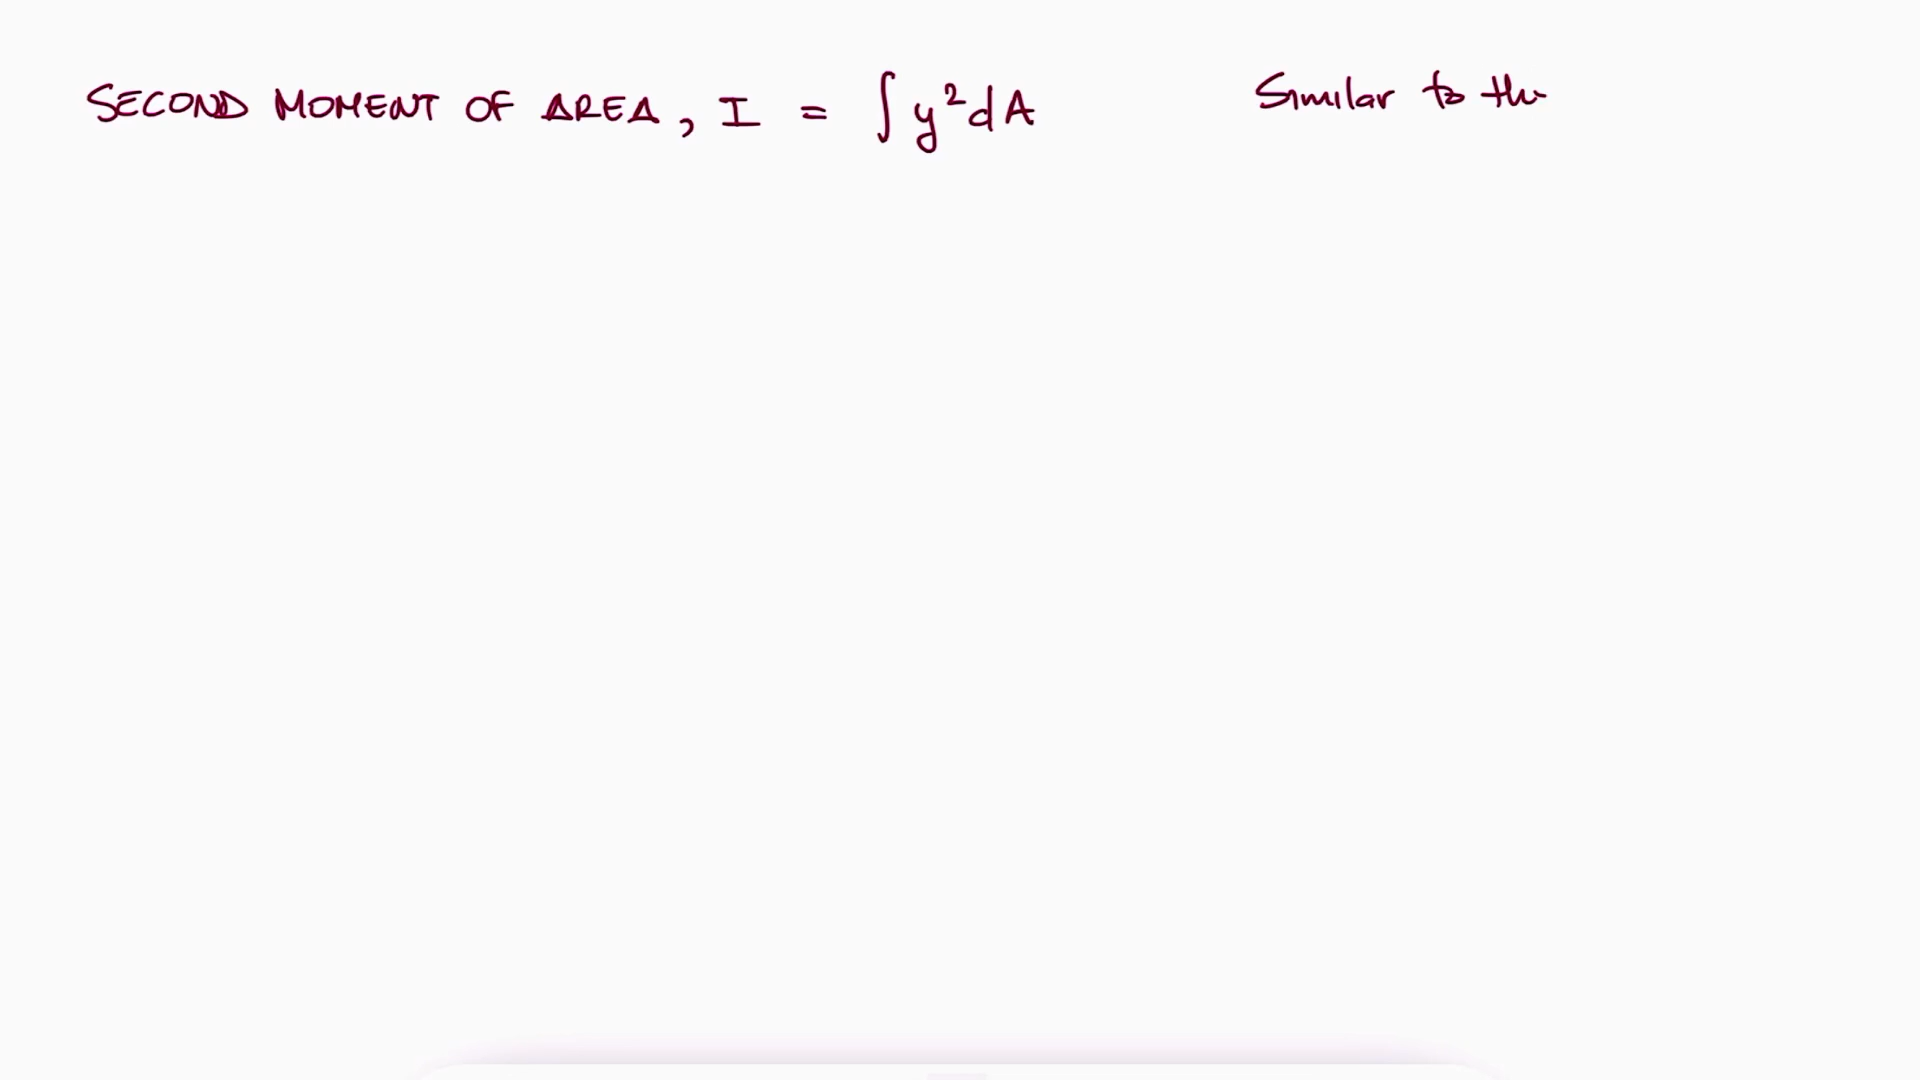 SECOND MOMENT OF AREA, I = ∫y²dA
Similar to the